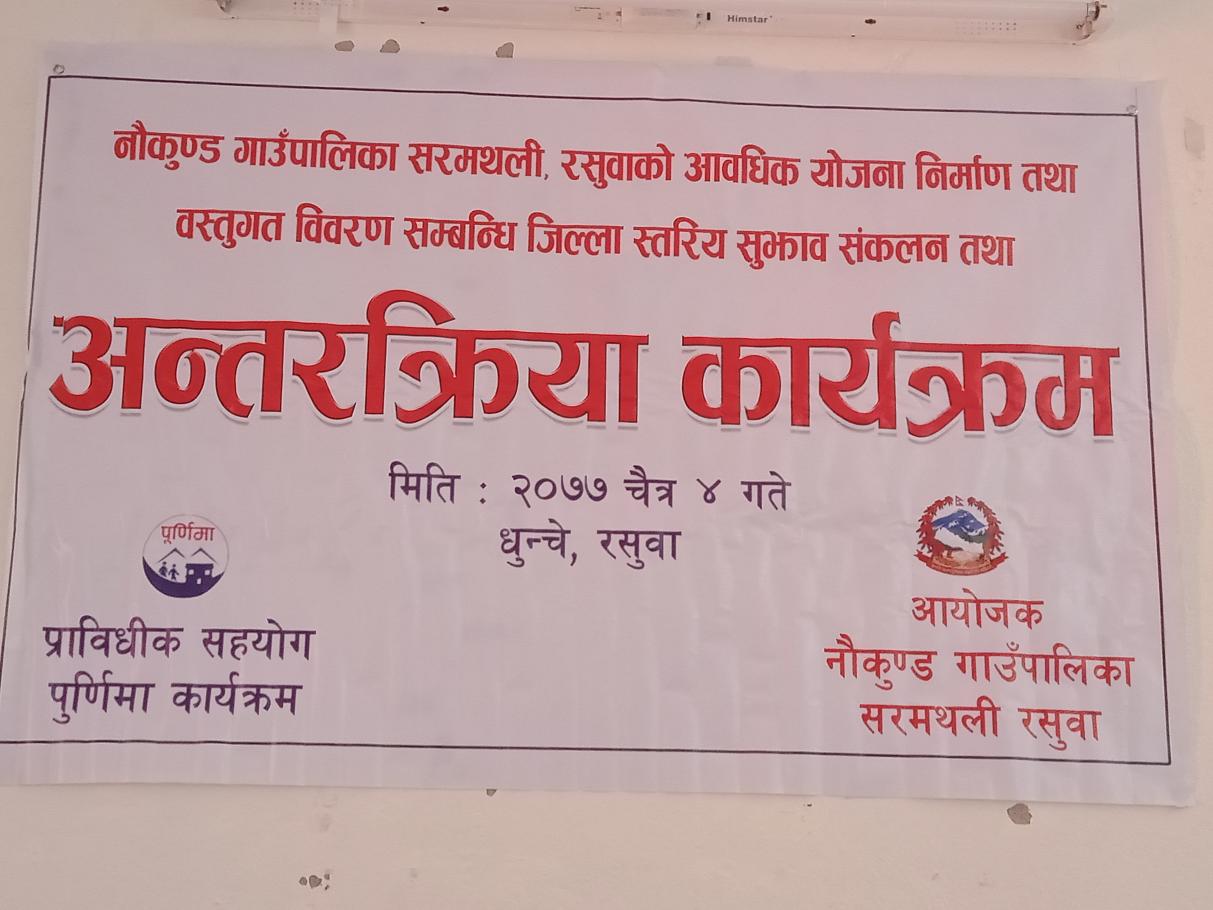 Himstar
नौकुण्ड गाउँपालिका सरमथली, रसुवाको आवधिक योजना निर्माण तथा
वस्तुगत विवरण सम्बन्धि जिल्ला स्तरिय सुझाव संकलन तथा
अन्तरक्रिया कार्यक्रम
मिति : २०७७ चैत्र ४ गते
धुन्चे, रसुवा
पूर्णिमा
प्राविधीक सहयोग
पुर्णिमा कार्यक्रम
आयोजक
नौकुण्ड गाउँपालिका
सरमथली रसुवा